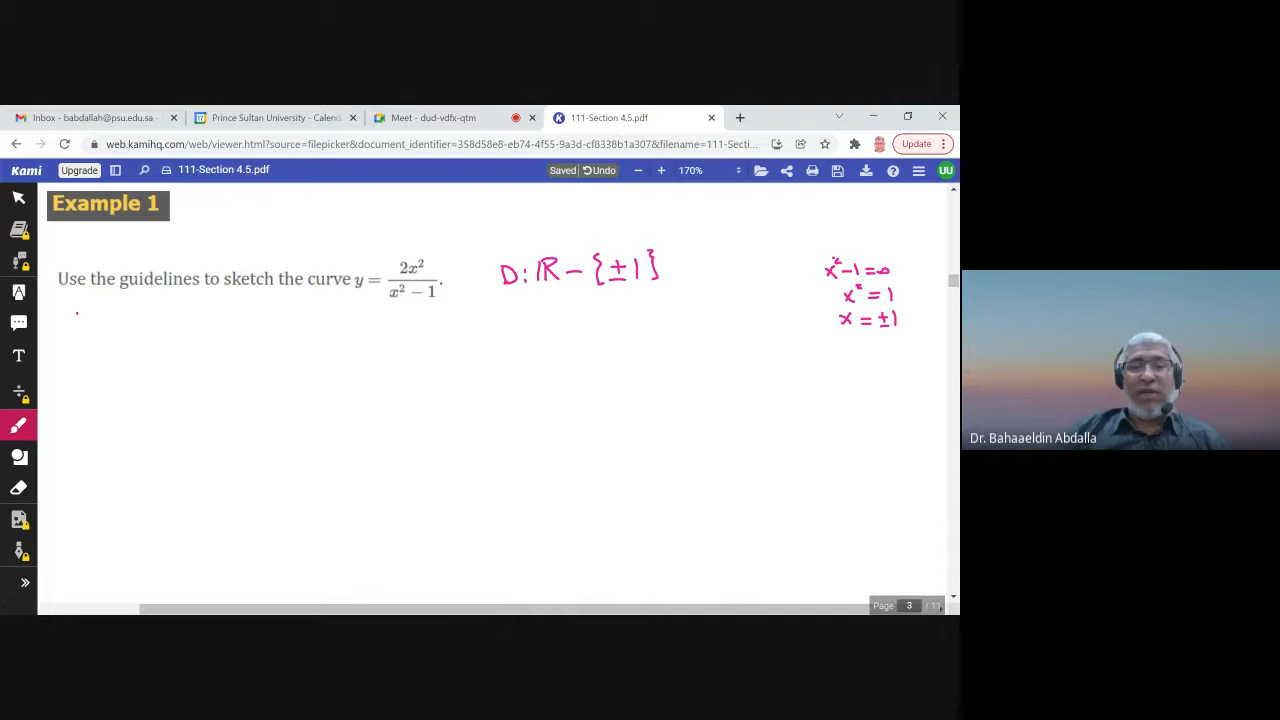 Inbox - babdallah@psu.edu.sa -
Prince Sultan University - Calend
Meet - dud-vdfx-qtm
111-Section 4.5.pdf
web.kamihq.com/web/viewer.html?source=filepicker&document_identifier=358d58e8-eb74-4f55-9a3d-cf8338b1a307&filename=111-Secti...
Update
Kami
Upgrade
111-Section 4.5.pdf
Saved Undo
170%
UU
Example 1
Use the guidelines to sketch the curve y = 2x² / x² − 1.
D: ℝ − {±1}
x² − 1 = 0
x² = 1
x = ±1
T
Page 3 / 11
Dr. Bahaaeldin Abdalla